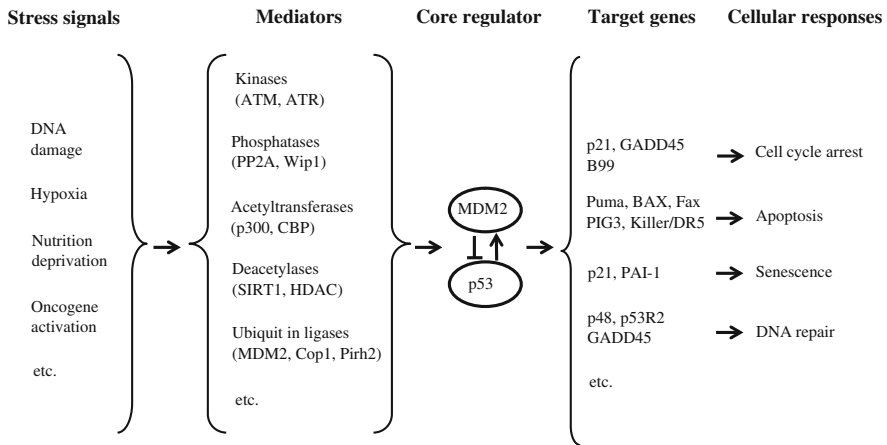 Stress signals
Mediators
Core regulator
Target genes
Cellular responses
DNA
damage
Hypoxia
Nutrition
deprivation
Oncogene
activation
etc.
Kinases
(ATM, ATR)
Phosphatases
(PP2A, Wip1)
Acetyltransferases
(p300, CBP)
Deacetylases
(SIRT1, HDAC)
Ubiquit in ligases
(MDM2, Cop1, Pirh2)
etc.
MDM2
p53
p21, GADD45
B99
Cell cycle arrest
Puma, BAX, Fax
PIG3, Killer/DR5
Apoptosis
p21, PAI-1
Senescence
p48, p53R2
GADD45
DNA repair
etc.